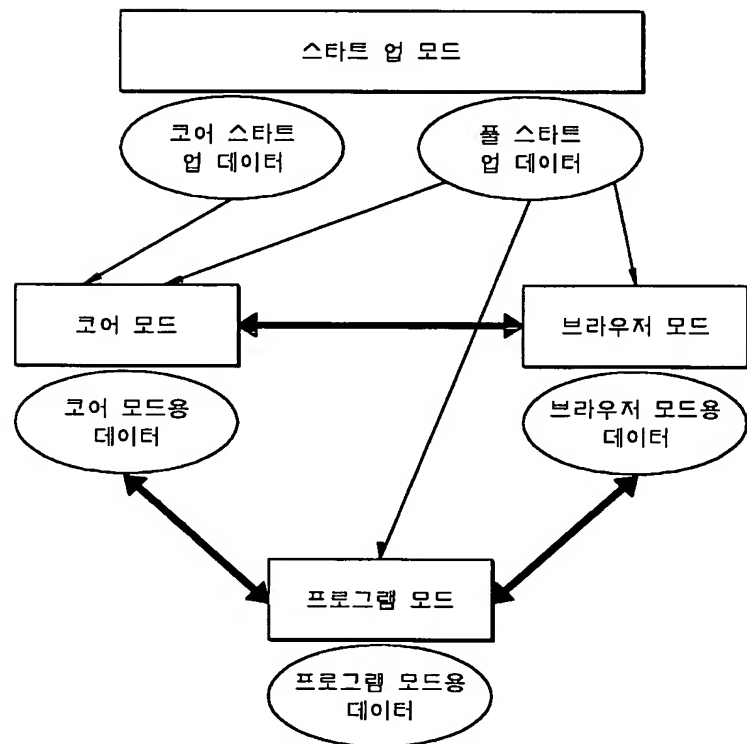 스타트 업 모드
코어 스타트
업 데이터
풀 스타트
업 데이터
코어 모드
브라우저 모드
코어 모드용
데이터
브라우저 모드용
데이터
프로그램 모드
프로그램 모드용
데이터